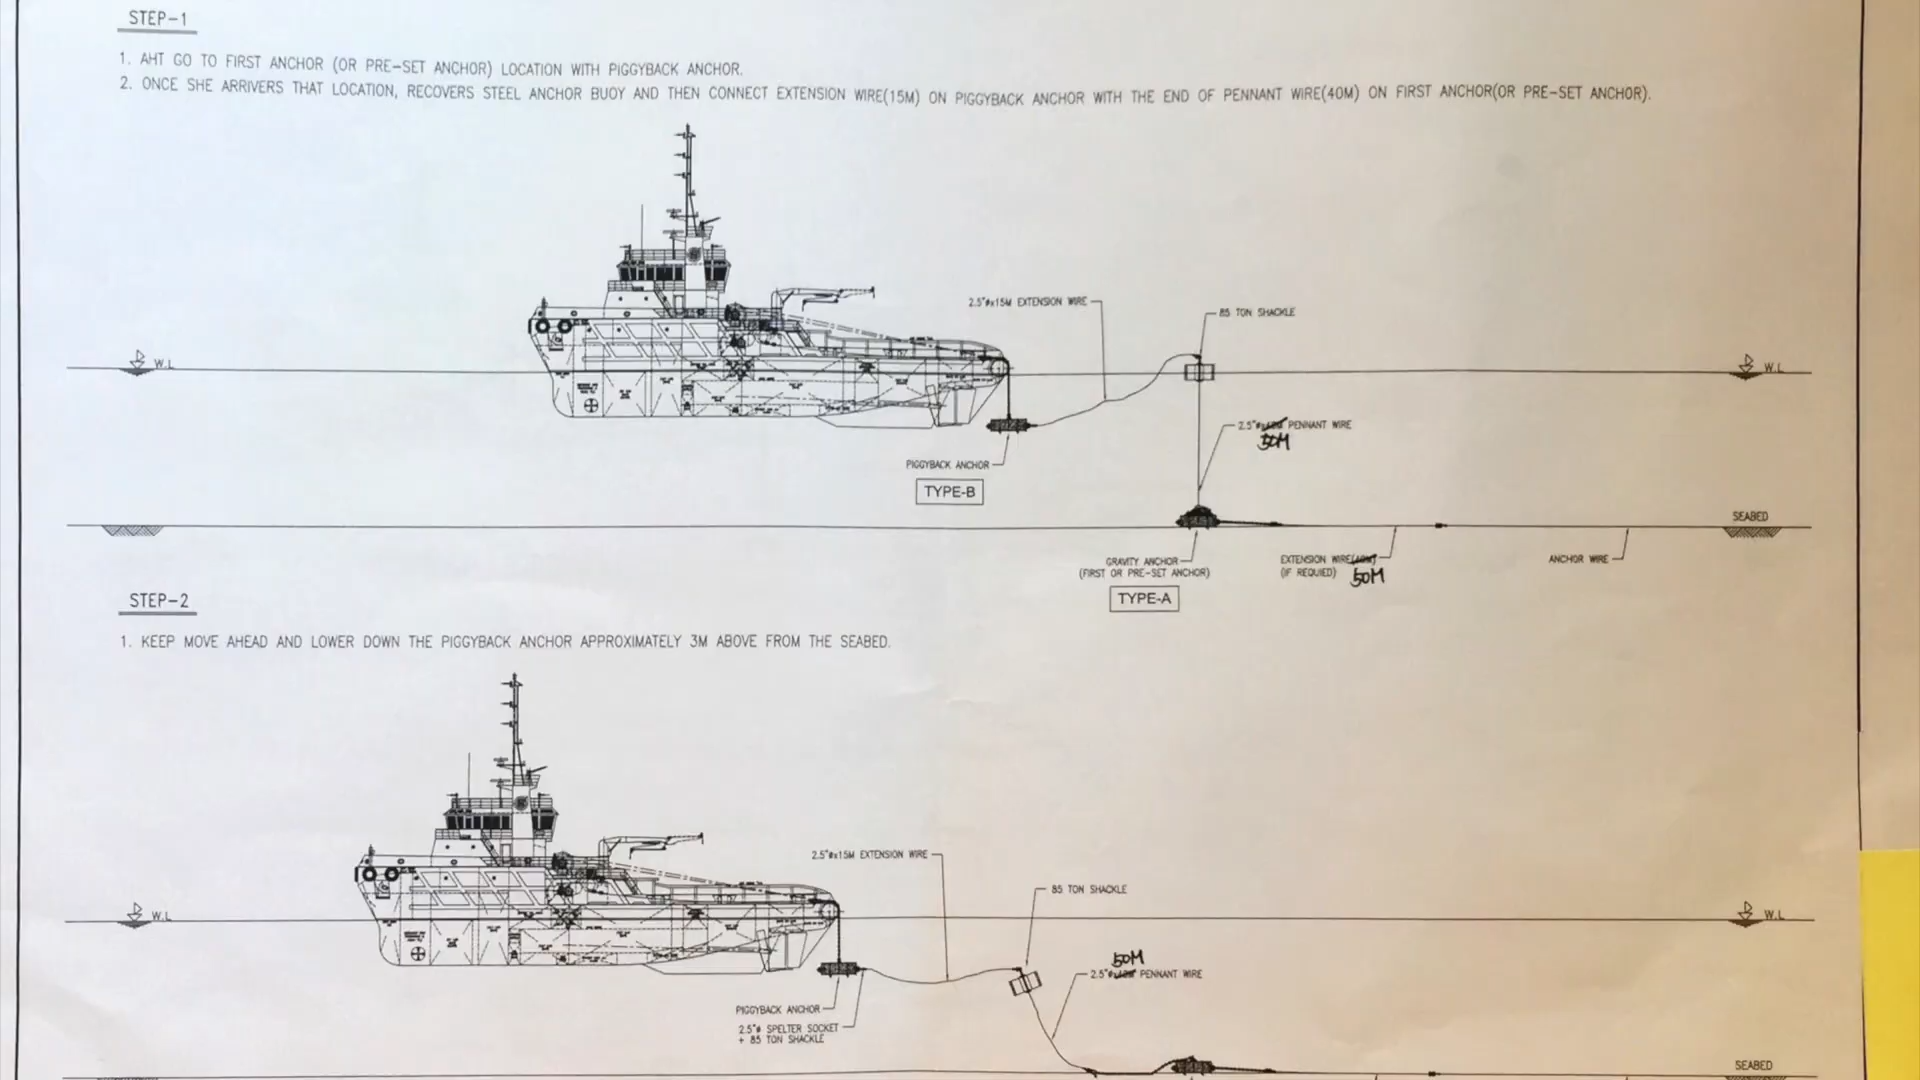 STEP-1
1. AHT GO TO FIRST ANCHOR (OR PRE-SET ANCHOR) LOCATION WITH PIGGYBACK ANCHOR.
2. ONCE SHE ARRIVERS THAT LOCATION, RECOVERS STEEL ANCHOR BUOY AND THEN CONNECT EXTENSION WIRE(15M) ON PIGGYBACK ANCHOR WITH THE END OF PENNANT WIRE(40M) ON FIRST ANCHOR(OR PRE-SET ANCHOR).
2.5"øx15M EXTENSION WIRE
85 TON SHACKLE
W.L
W.L
2.5"ø PENNANT WIRE
50M
PIGGYBACK ANCHOR
TYPE-B
SEABED
GRAVITY ANCHOR
(FIRST OR PRE-SET ANCHOR)
TYPE-A
EXTENSION WIRE
(IF REQUIED)
50M
ANCHOR WIRE
STEP-2
1. KEEP MOVE AHEAD AND LOWER DOWN THE PIGGYBACK ANCHOR APPROXIMATELY 3M ABOVE FROM THE SEABED.
2.5"øx15M EXTENSION WIRE
85 TON SHACKLE
W.L
W.L
50M
2.5"ø PENNANT WIRE
PIGGYBACK ANCHOR
2.5"ø SPELTER SOCKET
+ 85 TON SHACKLE
SEABED